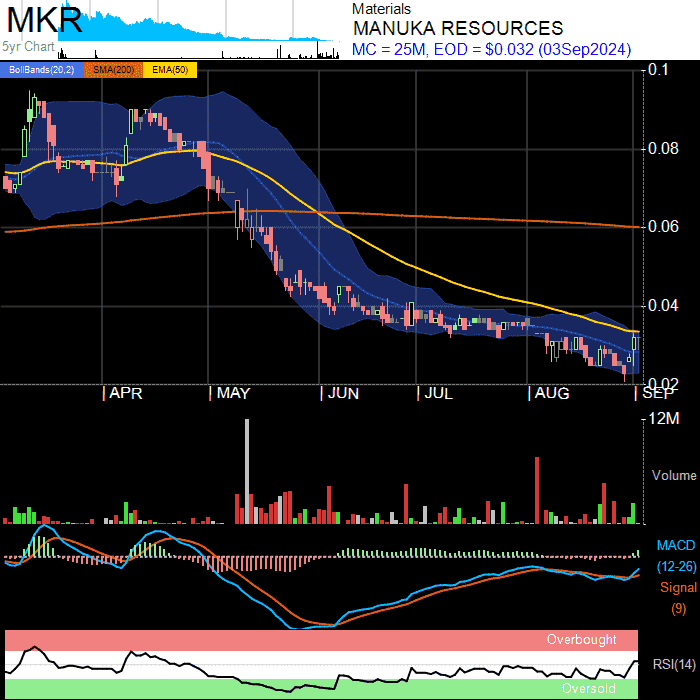 MKR
5yr Chart
Materials
MANUKA RESOURCES
MC = 25M, EOD = $0.032 (03Sep2024)
BollBands(20,2) SMA(200) EMA(50)
0.1
0.08
0.06
0.04
0.02
APR MAY JUN JUL AUG SEP
12M
Volume
MACD
(12-26)
Signal
(9)
Overbought
RSI(14)
Oversold